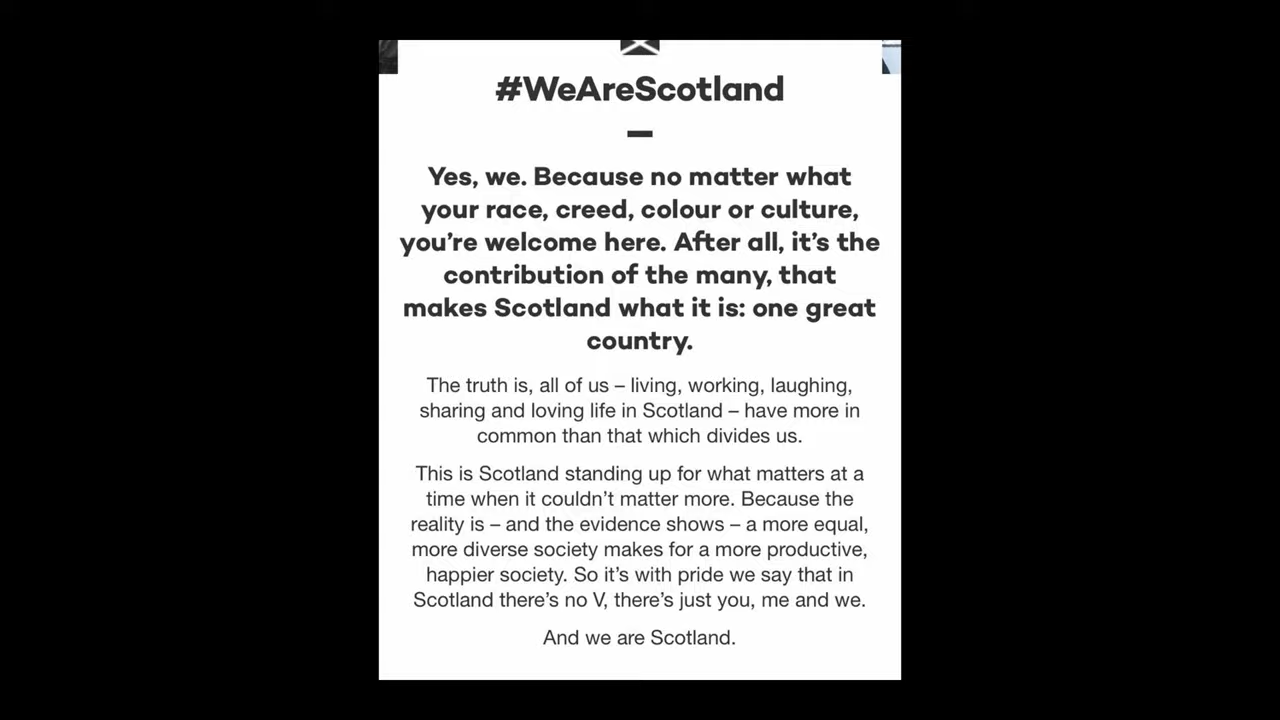 #WeAreScotland
Yes, we. Because no matter what
your race, creed, colour or culture,
you’re welcome here. After all, it’s the
contribution of the many, that
makes Scotland what it is: one great
country.
The truth is, all of us – living, working, laughing,
sharing and loving life in Scotland – have more in
common than that which divides us.
This is Scotland standing up for what matters at a
time when it couldn’t matter more. Because the
reality is – and the evidence shows – a more equal,
more diverse society makes for a more productive,
happier society. So it’s with pride we say that in
Scotland there’s no V, there’s just you, me and we.
And we are Scotland.